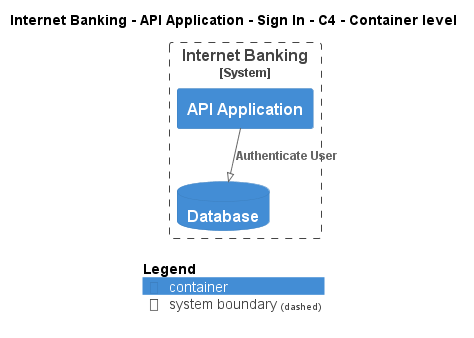 Internet Banking - API Application - Sign In - C4 - Container level
Internet Banking
[System]
API Application
Authenticate User
Database
Legend
container
system boundary (dashed)